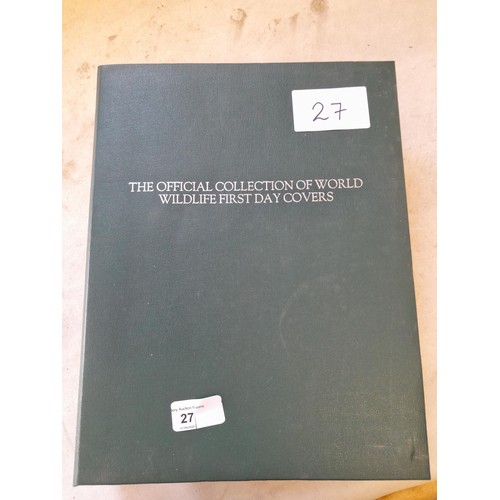 27
THE OFFICIAL COLLECTION OF WORLD
WILDLIFE FIRST DAY COVERS
27